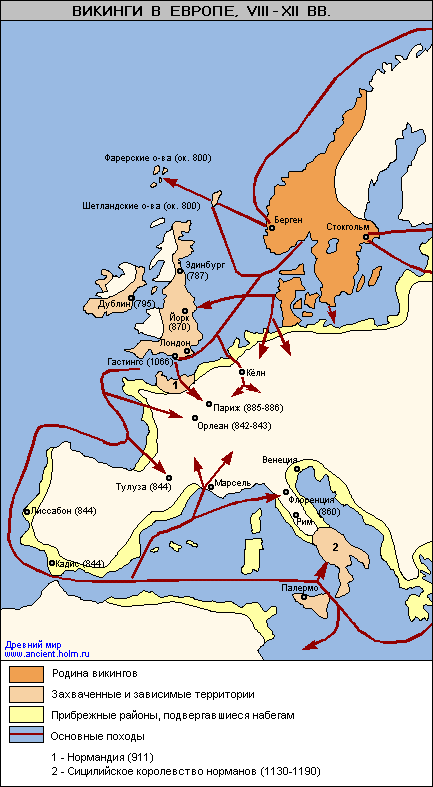 ВИКИНГИ В ЕВРОПЕ, VIII - XII ВВ.
Фарерские о-ва (ок. 800)
Шетландские о-ва (ок. 800)
Берген
Стокгольм
Эдинбург
(787)
Дублин (795)
Йорк
(870)
Лондон
Гастингс (1066)
Кёлн
1
Париж (885-886)
Орлеан (842-843)
Венеция
Тулуза (844)
Марсель
Флоренция
(860)
Лиссабон (844)
Рим
2
Кадис (844)
Палермо
Древний мир
www.ancient.holm.ru
Родина викингов
Захваченные и зависимые территории
Прибрежные районы, подвергавшиеся набегам
Основные походы
1 - Нормандия (911)
2 - Сицилийское королевство норманов (1130-1190)